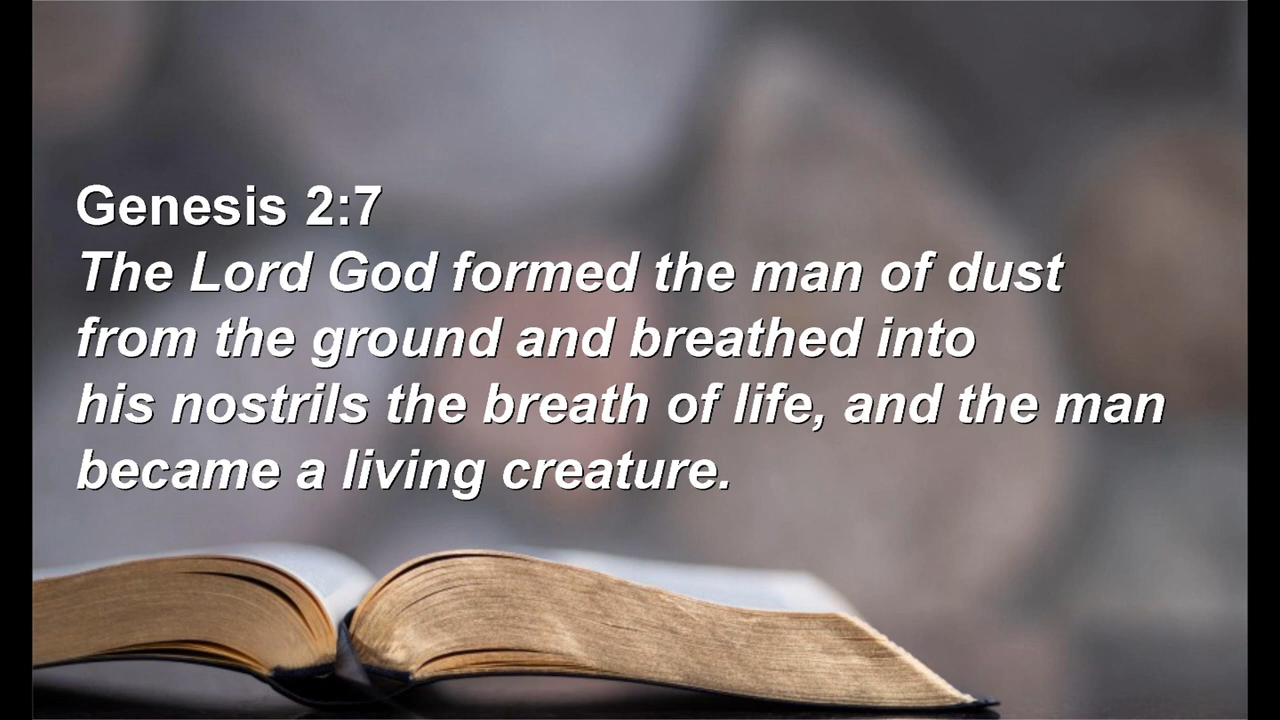 Genesis 2:7
The Lord God formed the man of dust
from the ground and breathed into
his nostrils the breath of life, and the man
became a living creature.